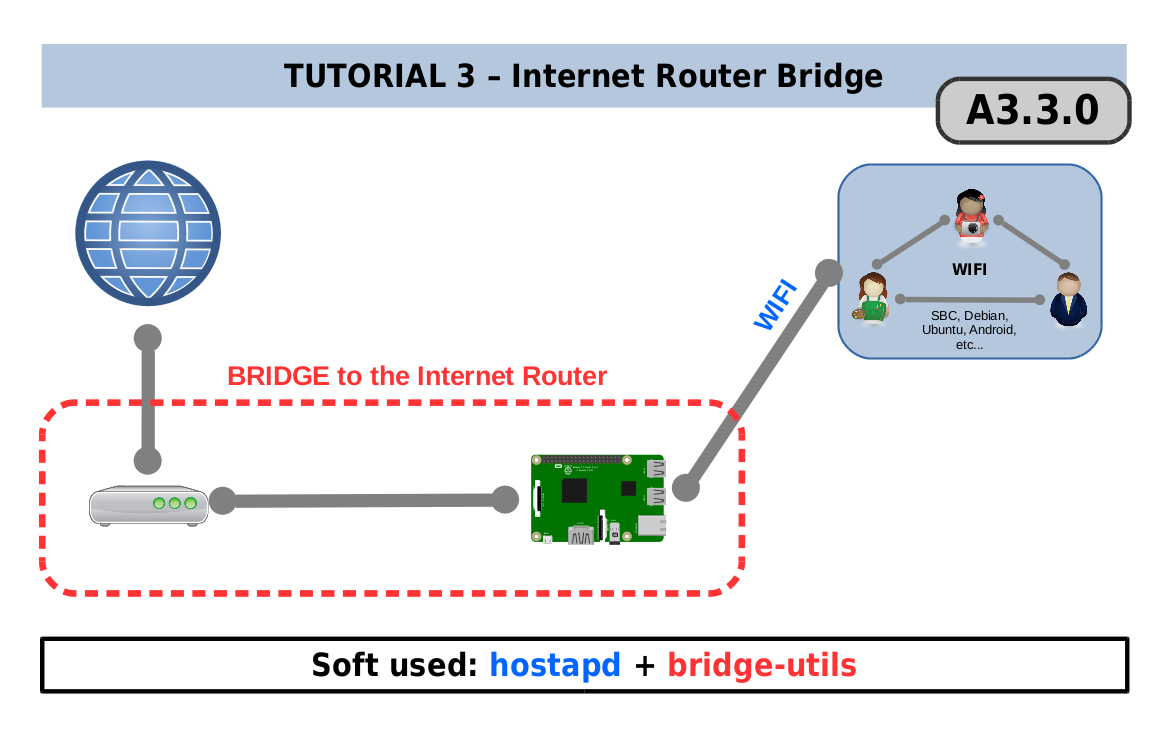 TUTORIAL 3 – Internet Router Bridge
A3.3.0
WIFI
SBC, Debian,
Ubuntu, Android,
etc...
WIFI
BRIDGE to the Internet Router
Soft used: hostapd + bridge-utils